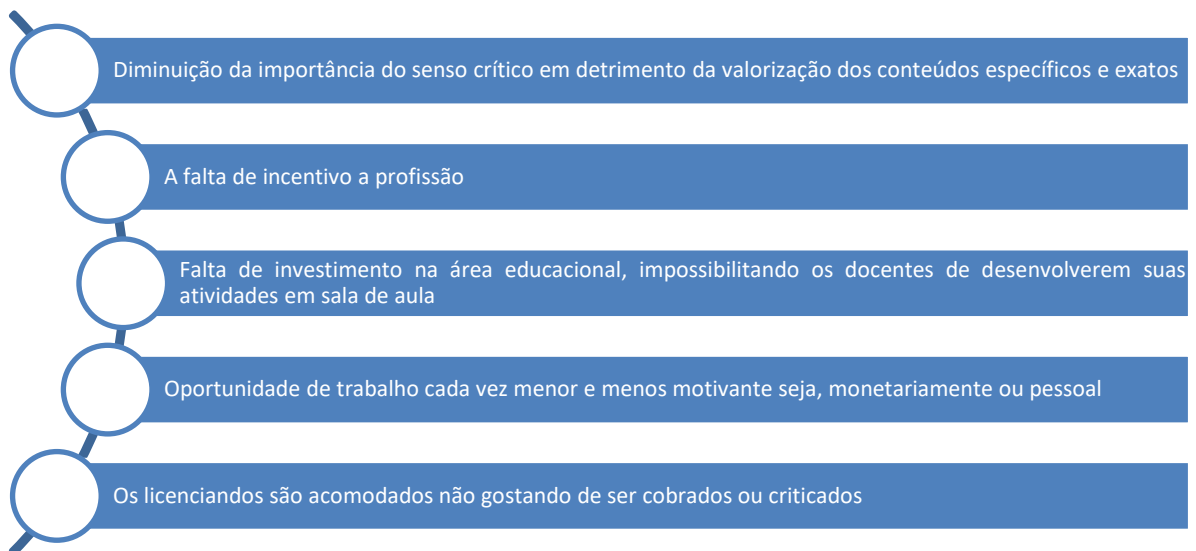 Diminuição da importância do senso crítico em detrimento da valorização dos conteúdos específicos e exatos
A falta de incentivo a profissão
Falta de investimento na área educacional, impossibilitando os docentes de desenvolverem suas
atividades em sala de aula
Oportunidade de trabalho cada vez menor e menos motivante seja, monetariamente ou pessoal
Os licenciandos são acomodados não gostando de ser cobrados ou criticados